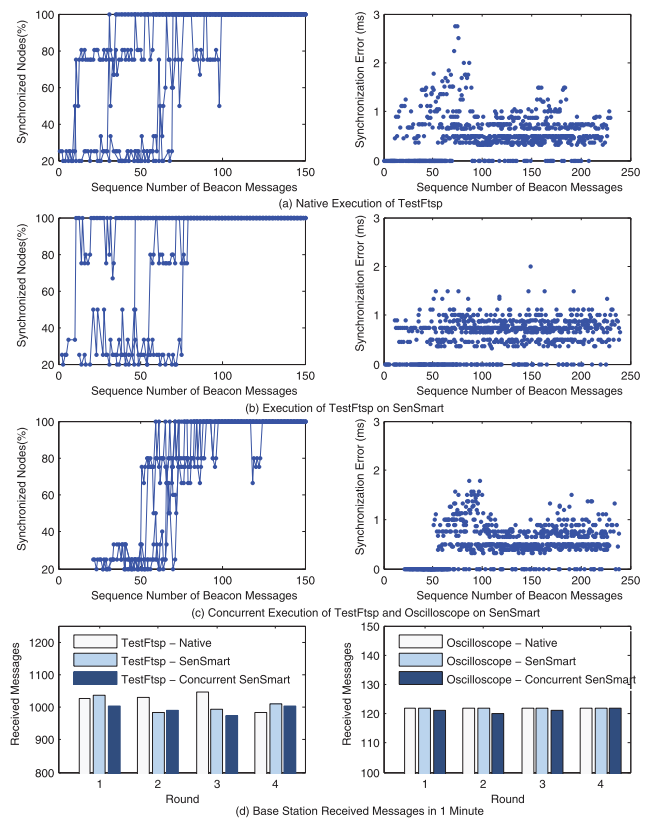 100
80
60
40
20
0
50
100
150
Synchronized Nodes(%)
Sequence Number of Beacon Messages
3
2
1
0
0
50
100
150
200
250
Synchronization Error (ms)
Sequence Number of Beacon Messages
(a) Native Execution of TestFtsp
100
80
60
40
20
0
50
100
150
Synchronized Nodes(%)
Sequence Number of Beacon Messages
3
2
1
0
0
50
100
150
200
250
Synchronization Error (ms)
Sequence Number of Beacon Messages
(b) Execution of TestFtsp on SenSmart
100
80
60
40
20
0
50
100
150
Synchronized Nodes(%)
Sequence Number of Beacon Messages
3
2
1
0
0
50
100
150
200
250
Synchronization Error (ms)
Sequence Number of Beacon Messages
(c) Concurrent Execution of TestFtsp and Oscilloscope on SenSmart
1200
1100
1000
900
800
TestFtsp − Native
TestFtsp − SenSmart
TestFtsp − Concurrent SenSmart
Received Messages
1
2
3
4
Round
150
140
130
120
110
100
Oscilloscope − Native
Oscilloscope − SenSmart
Oscilloscope − Concurrent SenSmart
Received Messages
1
2
3
4
Round
(d) Base Station Received Messages in 1 Minute